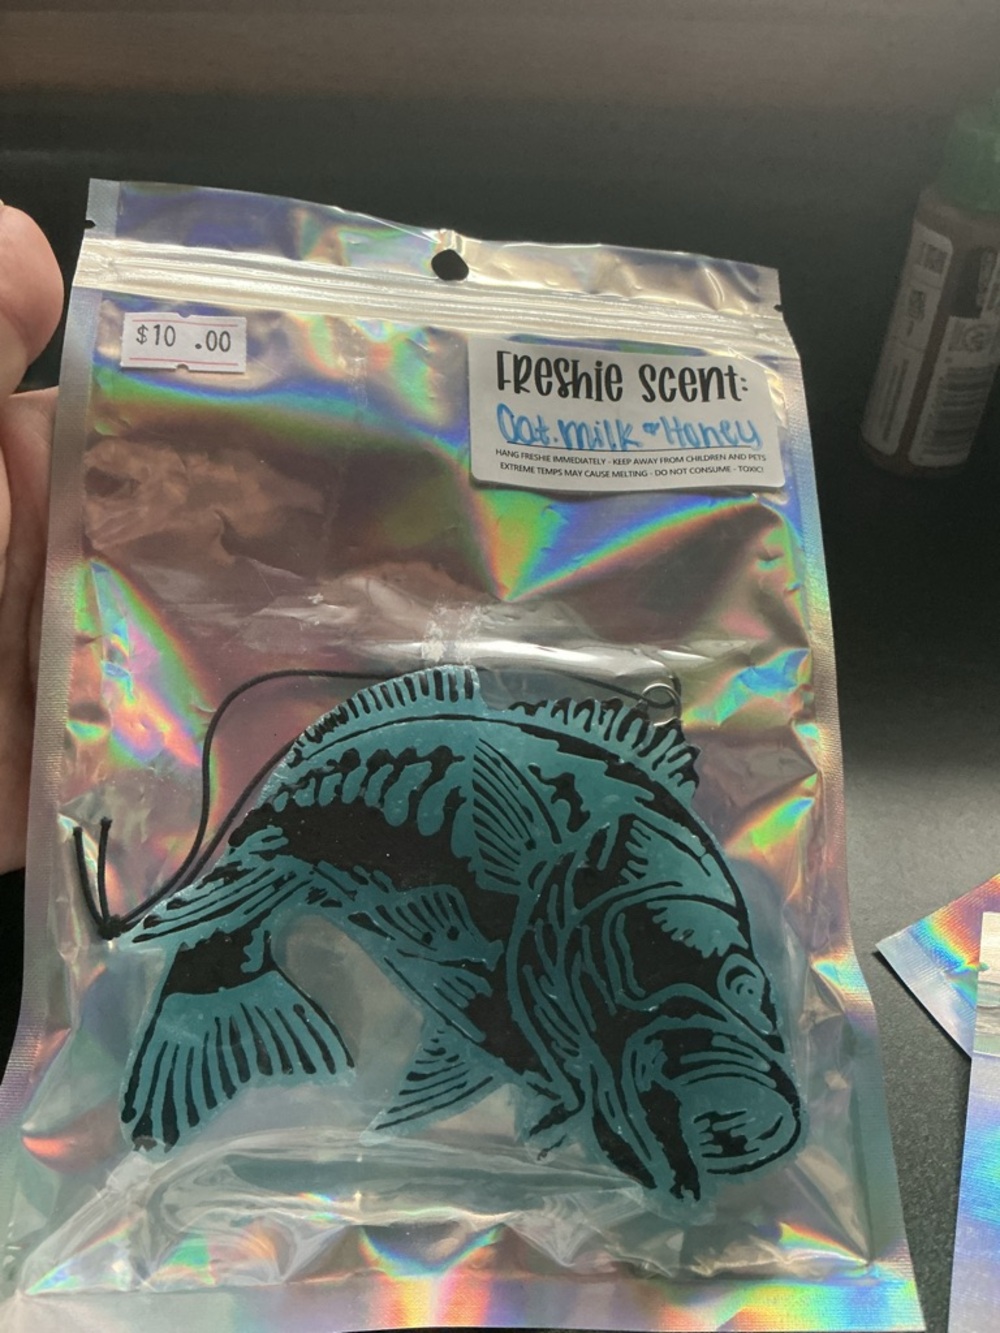 $10 .00
FReshie scent:
Oat.milk & Honey
HANG FRESHIE IMMEDIATELY - KEEP AWAY FROM CHILDREN AND PETS
EXTREME TEMPS MAY CAUSE MELTING - DO NOT CONSUME - TOXIC!